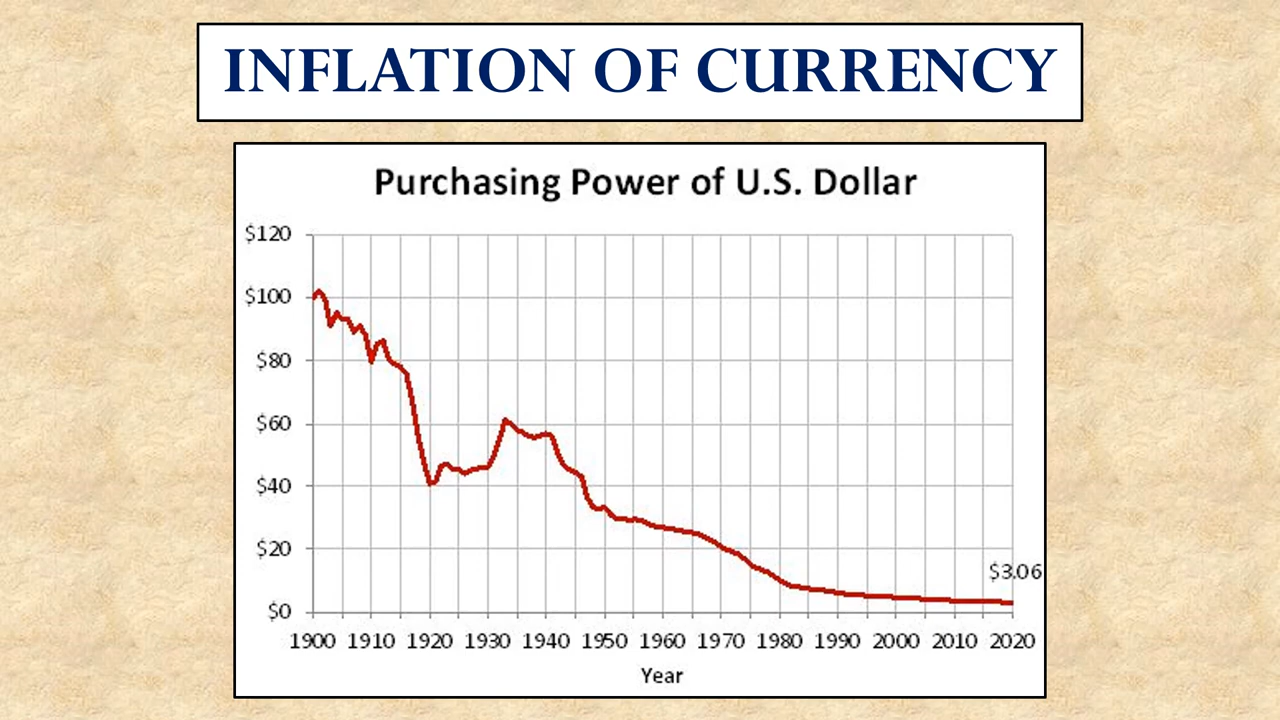 INFLATION OF CURRENCY
Purchasing Power of U.S. Dollar
$120
$100
$80
$60
$40
$20
$3.06
$0
1900 1910 1920 1930 1940 1950 1960 1970 1980 1990 2000 2010 2020
Year